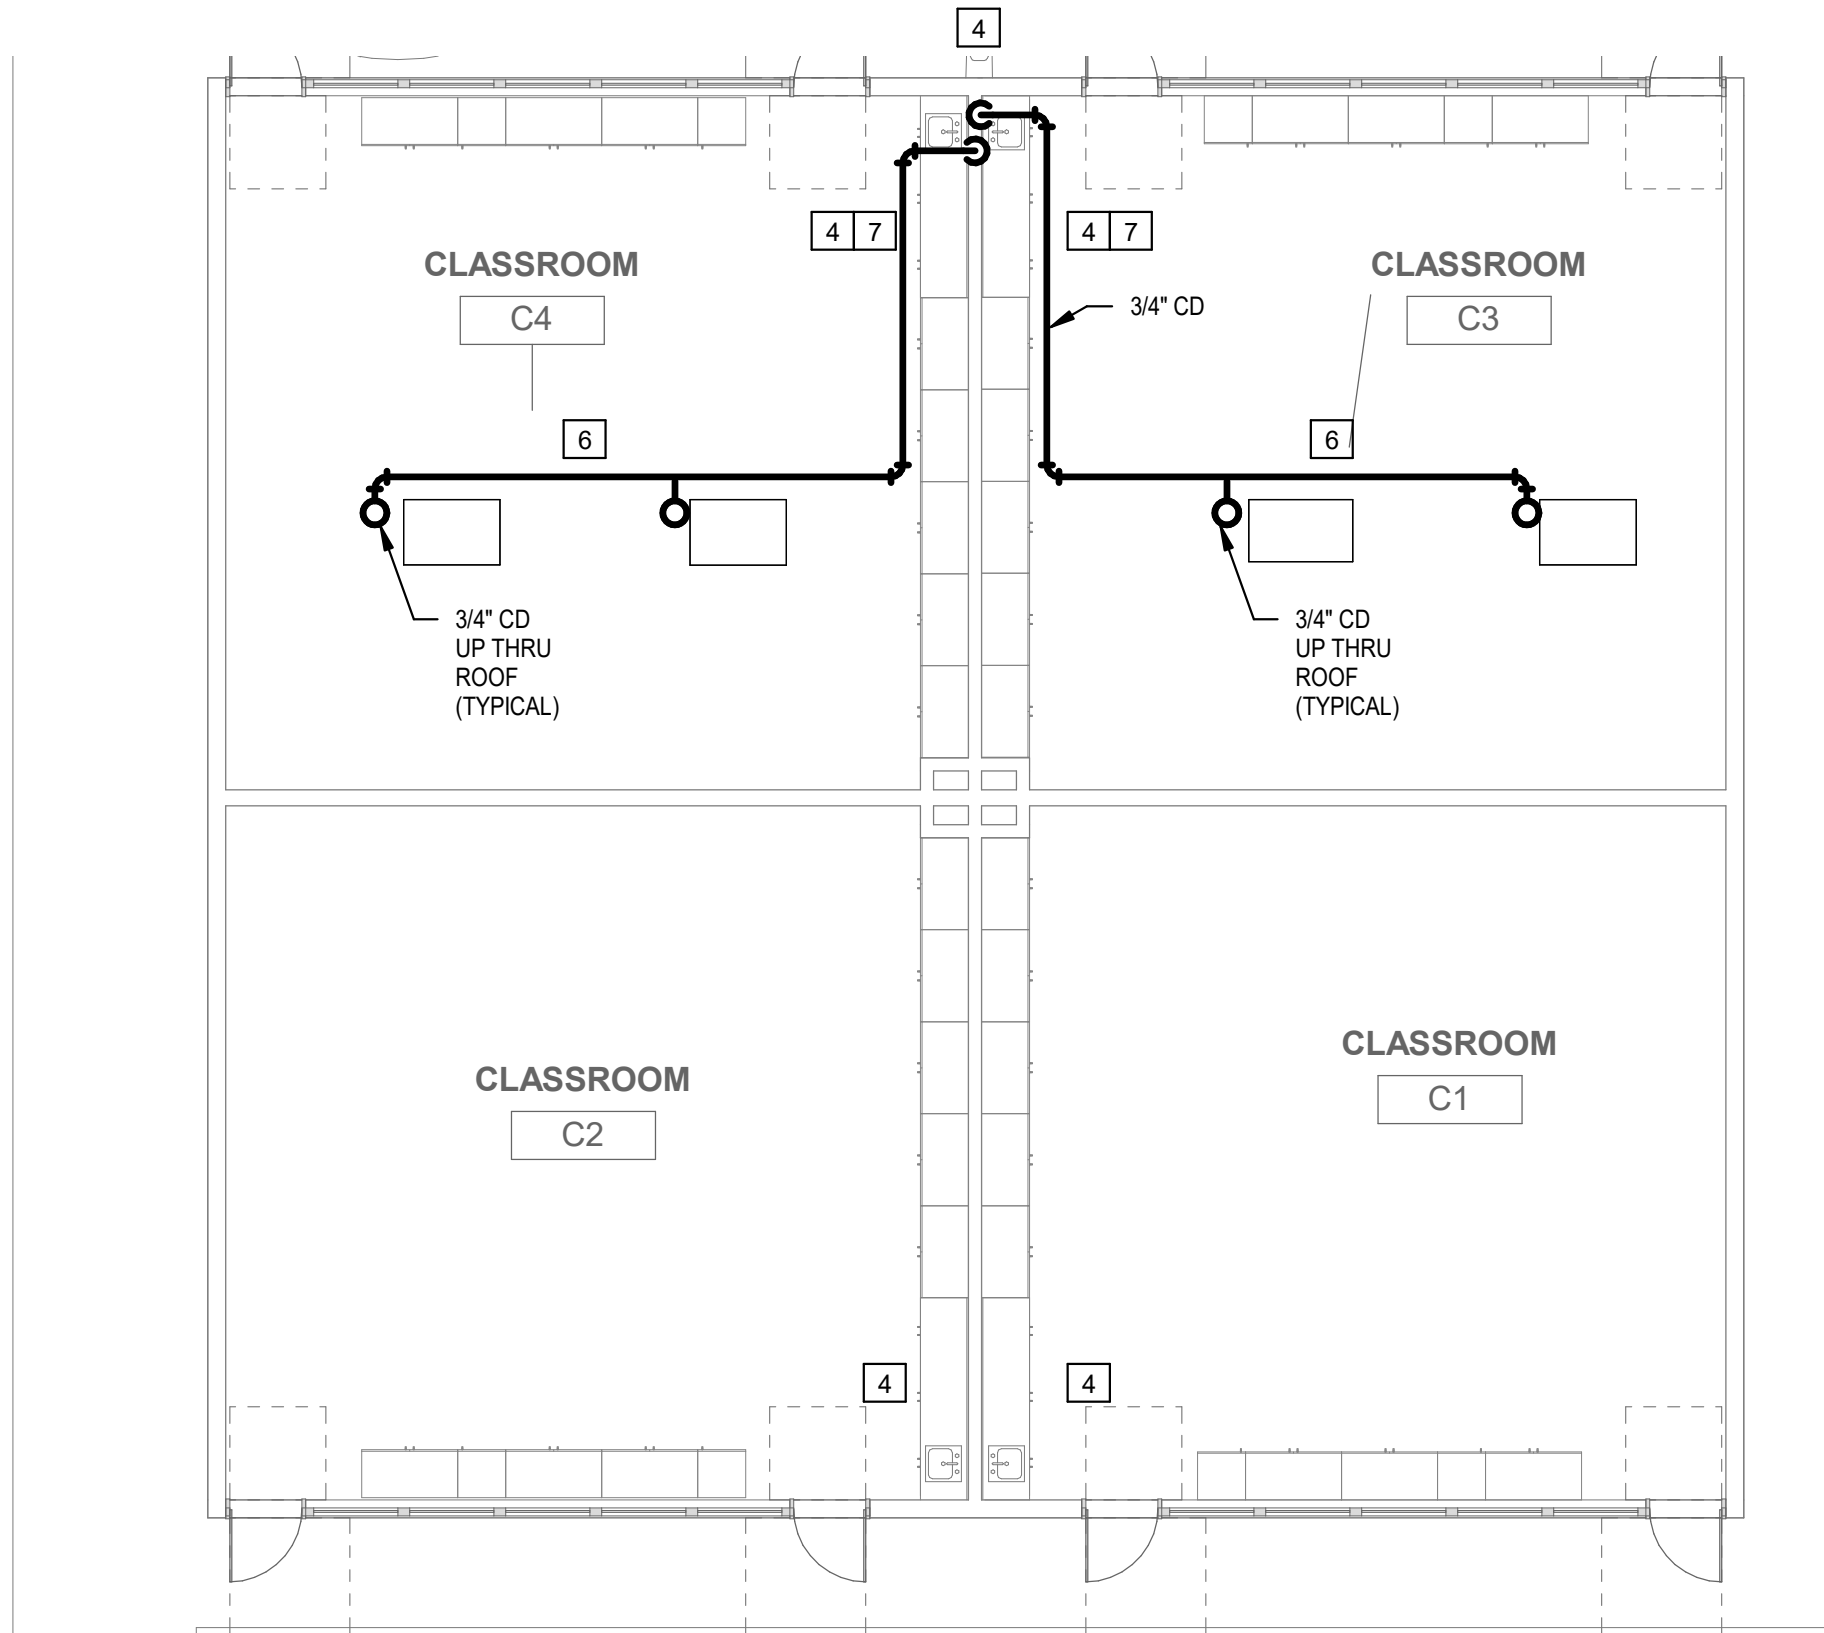 4
4 7
4 7
CLASSROOM
C4
CLASSROOM
C3
3/4" CD
6
6
3/4" CD
UP THRU
ROOF
(TYPICAL)
3/4" CD
UP THRU
ROOF
(TYPICAL)
CLASSROOM
C2
CLASSROOM
C1
4
4